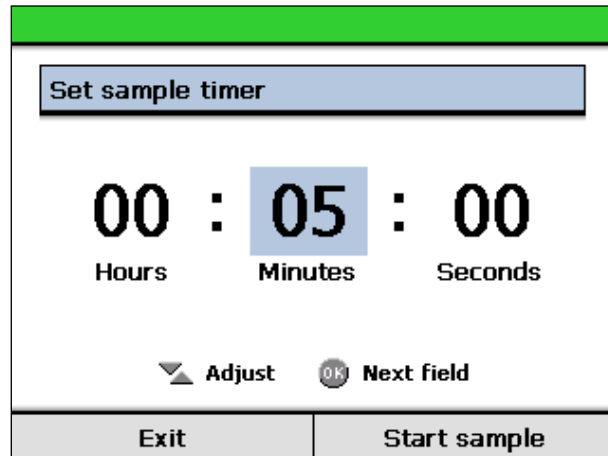 Set sample timer
00 : 05 : 00
Hours Minutes Seconds
Adjust OK Next field
Exit Start sample